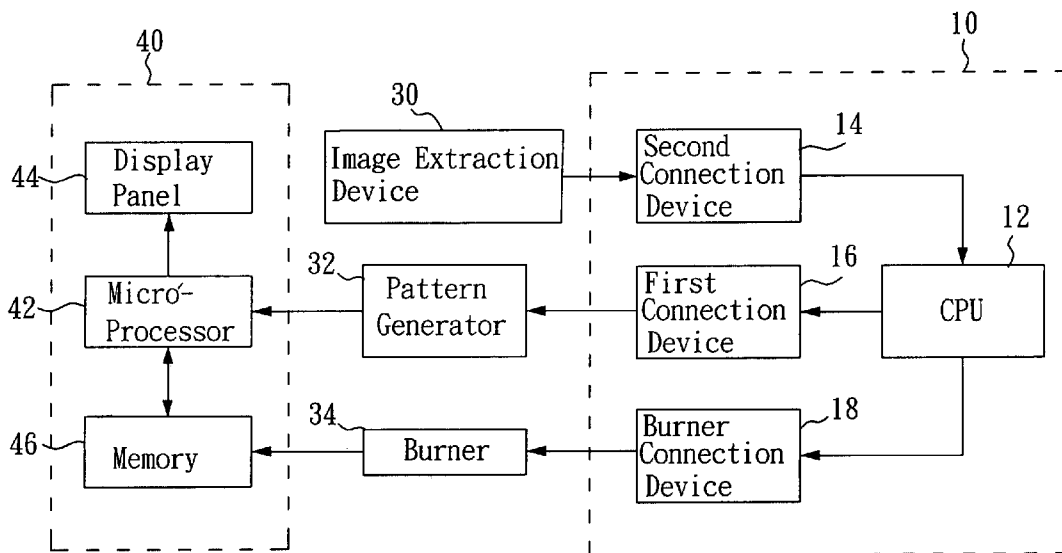 40
10
30
Image Extraction
Device
Second
Connection
Device
14
44
Display
Panel
12
32
16
42
Micro-
Processor
Pattern
Generator
First
Connection
Device
CPU
34
18
46
Memory
Burner
Burner
Connection
Device